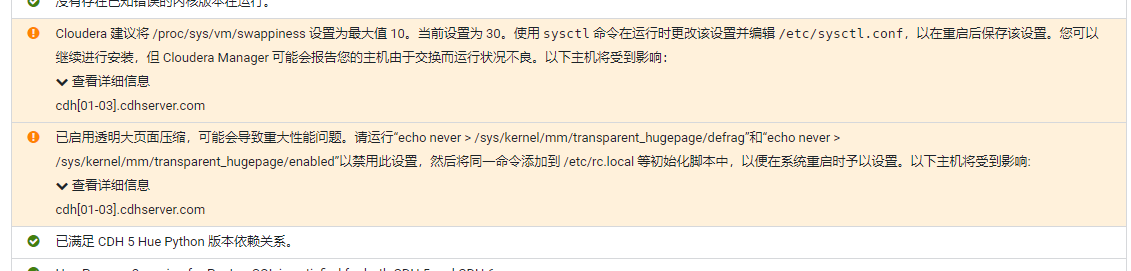 没有存在已知错误的内核版本在运行。
Cloudera 建议将 /proc/sys/vm/swappiness 设置为最大值 10。当前设置为 30。使用 sysctl 命令在运行时更改该设置并编辑 /etc/sysctl.conf，以在重启后保存该设置。您可以
继续进行安装，但 Cloudera Manager 可能会报告您的主机由于交换而运行状况不良。以下主机将受到影响：
查看详细信息
cdh[01-03].cdhserver.com
已启用透明大页面压缩，可能会导致重大性能问题。请运行“echo never > /sys/kernel/mm/transparent_hugepage/defrag”和“echo never >
/sys/kernel/mm/transparent_hugepage/enabled”以禁用此设置，然后将同一命令添加到 /etc/rc.local 等初始化脚本中，以便在系统重启时予以设置。以下主机将受到影响:
查看详细信息
cdh[01-03].cdhserver.com
已满足 CDH 5 Hue Python 版本依赖关系。